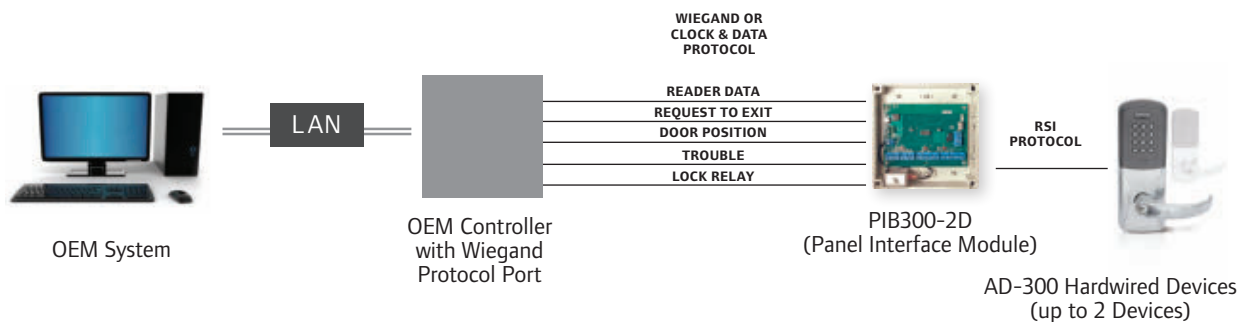 WIEGAND OR
CLOCK & DATA
PROTOCOL
LAN
READER DATA
REQUEST TO EXIT
DOOR POSITION
TROUBLE
LOCK RELAY
RSI
PROTOCOL
OEM System
OEM Controller
with Wiegand
Protocol Port
PIB300-2D
(Panel Interface Module)
AD-300 Hardwired Devices
(up to 2 Devices)